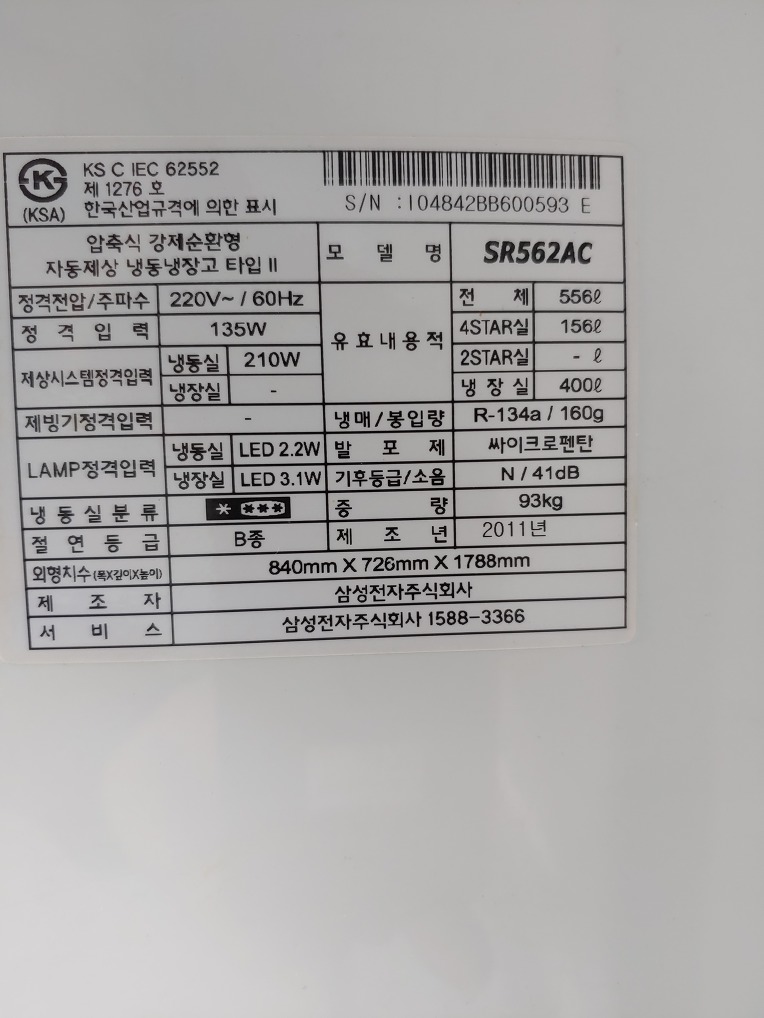 KS C IEC 62552
제 1276 호
(KSA) 한국산업규격에 의한 표시
S/N :I04842BB600593 E
압축식 강제순환형
자동제상 냉동냉장고 타입 II
모 델 명 SR562AC
정격전압/주파수 220V~ / 60Hz
정 격 입 력 135W
제상시스템정격입력 냉동실 210W
냉장실 -
제빙기정격입력 -
LAMP정격입력 냉동실 LED 2.2W
냉장실 LED 3.1W
유효내용적 전 체 556ℓ
4STAR실 156ℓ
2STAR실 - ℓ
냉 장 실 400ℓ
냉매/봉입량 R-134a / 160g
발 포 제 싸이크로펜탄
기후등급/소음 N / 41dB
냉동실분류 * ***
중 량 93kg
절 연 등 급 B종
제 조 년 2011년
외형치수(폭X깊이X높이) 840mm X 726mm X 1788mm
제 조 자 삼성전자주식회사
서 비 스 삼성전자주식회사 1588-3366